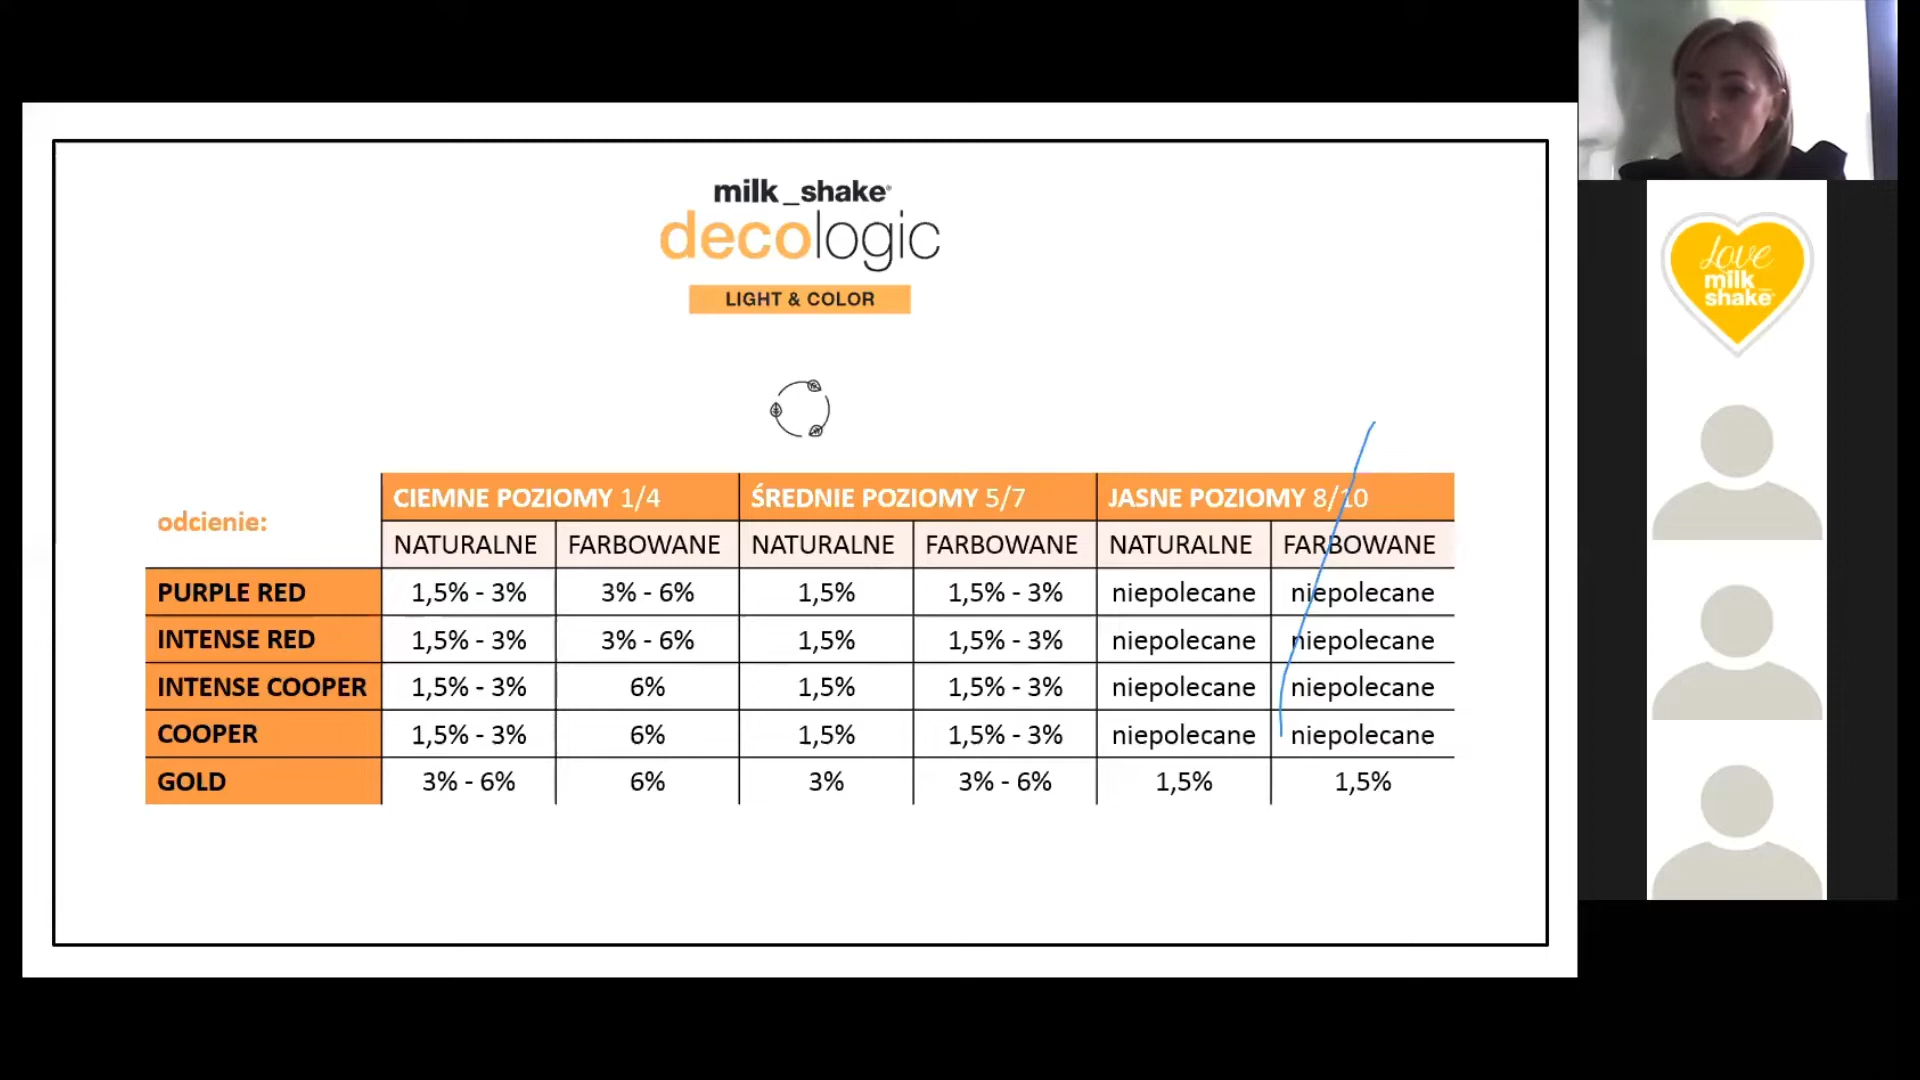 milk_shake®
decologic
LIGHT & COLOR
odcienie:
CIEMNE POZIOMY 1/4 ŚREDNIE POZIOMY 5/7 JASNE POZIOMY 8/10
NATURALNE FARBOWANE NATURALNE FARBOWANE NATURALNE FARBOWANE
PURPLE RED 1,5% - 3% 3% - 6% 1,5% 1,5% - 3% niepolecane niepolecane
INTENSE RED 1,5% - 3% 3% - 6% 1,5% 1,5% - 3% niepolecane niepolecane
INTENSE COOPER 1,5% - 3% 6% 1,5% 1,5% - 3% niepolecane niepolecane
COOPER 1,5% - 3% 6% 1,5% 1,5% - 3% niepolecane niepolecane
GOLD 3% - 6% 6% 3% 3% - 6% 1,5% 1,5%
Love
milk
shake®